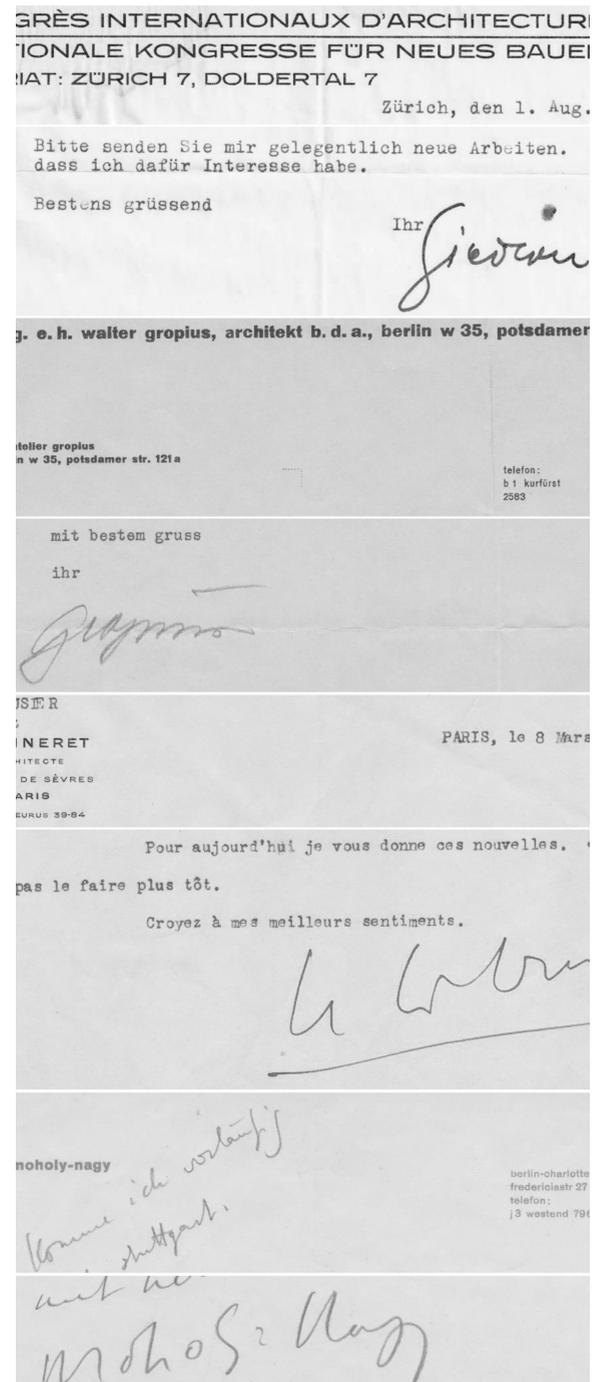 GRÈS INTERNATIONAUX D'ARCHITECTURE
TIONALE KONGRESSE FÜR NEUES BAUEN
RIAT: ZÜRICH 7, DOLDERTAL 7
Zürich, den 1. Aug.
Bitte senden Sie mir gelegentlich neue Arbeiten.
dass ich dafür Interesse habe.
Bestens grüssend
Ihr
Giedion
g. e. h. walter gropius, architekt b. d. a., berlin w 35, potsdamer
atelier gropius
n w 35, potsdamer str. 121 a
telefon:
b 1 kurfürst
2583
mit bestem gruss
ihr
gropius
USIER
NNERET
HITECTE
DE SÈVRES
ARIS
EURUS 39-84
PARIS, le 8 Mars
Pour aujourd'hui je vous donne ces nouvelles.
pas le faire plus tôt.
Croyez à mes meilleurs sentiments.
Le Corbu
moholy-nagy
komme ich vorläufig
stuttgart.
berlin-charlotte
fredericiastr 27
telefon:
j 3 westend 796
Moholy-Nagy